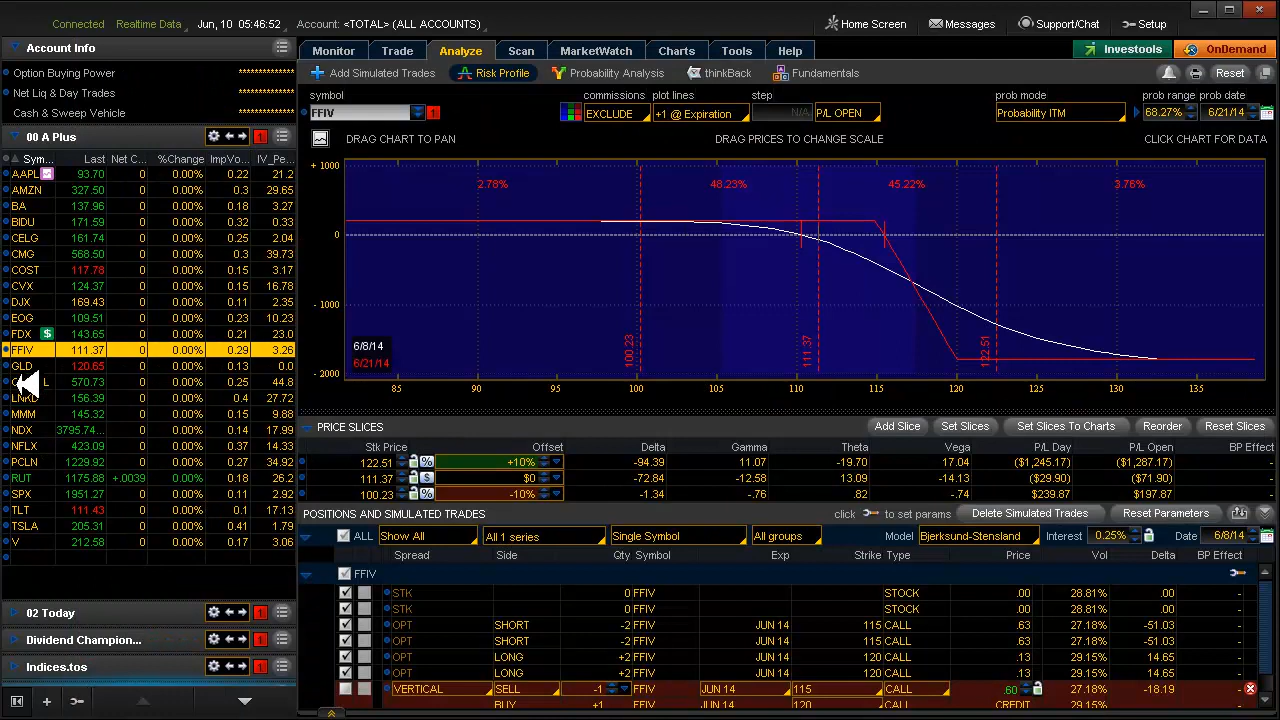 Connected Realtime Data Jun, 10 05:46:52 Account: <TOTAL> (ALL ACCOUNTS) Home Screen Messages Support/Chat Setup
Account Info
Option Buying Power **************
Net Liq & Day Trades **************
Cash & Sweep Vehicle **************
00 A Plus 1
Sym... Last Net C... %Change ImpVo... IV_Pe...
AAPL 93.70 0 0.00% 0.22 21.2
AMZN 327.50 0 0.00% 0.3 29.65
BA 137.96 0 0.00% 0.18 3.27
BIDU 171.59 0 0.00% 0.32 0.33
CELG 161.74 0 0.00% 0.25 2.04
CMG 568.50 0 0.00% 0.3 39.73
COST 117.78 0 0.00% 0.15 3.17
CVX 124.37 0 0.00% 0.15 16.78
DJX 169.43 0 0.00% 0.11 2.35
EOG 109.51 0 0.00% 0.23 10.23
FDX $ 143.65 0 0.00% 0.21 23.0
FFIV 111.37 0 0.00% 0.29 3.26
GLD 120.65 0 0.00% 0.13 0.0
L 570.73 0 0.00% 0.25 44.8
LNKD 156.39 0 0.00% 0.4 27.72
MMM 145.32 0 0.00% 0.15 9.88
NDX 3795.74... 0 0.00% 0.14 17.99
NFLX 423.09 0 0.00% 0.37 14.33
PCLN 1229.92 0 0.00% 0.27 34.92
RUT 1175.88 +.0039 0.00% 0.18 26.2
SPX 1951.27 0 0.00% 0.11 2.92
TLT 111.43 0 0.00% 0.1 17.13
TSLA 205.31 0 0.00% 0.41 1.79
V 212.58 0 0.00% 0.17 3.06
02 Today 1
Dividend Champion... 1
Indices.tos 1
Monitor Trade Analyze Scan MarketWatch Charts Tools Help Investools OnDemand
Add Simulated Trades Risk Profile Probability Analysis thinkBack Fundamentals Reset
symbol commissions plot lines step prob mode prob range prob date
FFIV 1 EXCLUDE +1 @ Expiration N/A P/L OPEN Probability ITM 68.27% 6/21/14
DRAG CHART TO PAN DRAG PRICES TO CHANGE SCALE CLICK CHART FOR DATA
+ 1000
2.78% 48.23% 45.22% 3.76%
0
- 1000
100.23 111.37 122.51
6/8/14
6/21/14
- 2000
85 90 95 100 105 110 115 120 125 130 135
PRICE SLICES Add Slice Set Slices Set Slices To Charts Reorder Reset Slices
Stk Price Offset Delta Gamma Theta Vega P/L Day P/L Open BP Effect
122.51 % +10% -94.39 11.07 -19.70 17.04 ($1,245.17) ($1,287.17) -
111.37 $ $0 -72.84 -12.58 13.09 -14.13 ($29.90) ($71.90) -
100.23 % -10% -1.34 -.76 .82 -.74 $239.87 $197.87 -
POSITIONS AND SIMULATED TRADES click to set params Delete Simulated Trades Reset Parameters
ALL Show All All 1 series Single Symbol All groups Model Bjerksund-Stensland Interest 0.25% Date 6/8/14
Spread Side Qty Symbol Exp Strike Type Price Vol Delta BP Effect
FFIV
STK 0 FFIV STOCK .00 28.81% .00 -
STK 0 FFIV STOCK .00 28.81% .00 -
OPT SHORT -2 FFIV JUN 14 115 CALL .63 27.18% -51.03 -
OPT SHORT -2 FFIV JUN 14 115 CALL .63 27.18% -51.03 -
OPT LONG +2 FFIV JUN 14 120 CALL .13 29.15% 14.65 -
OPT LONG +2 FFIV JUN 14 120 CALL .13 29.15% 14.65 -
VERTICAL SELL -1 FFIV JUN 14 115 CALL .60 27.18% -18.19 -
BUY +1 FFIV JUN 14 120 CALL CREDIT 29.15%